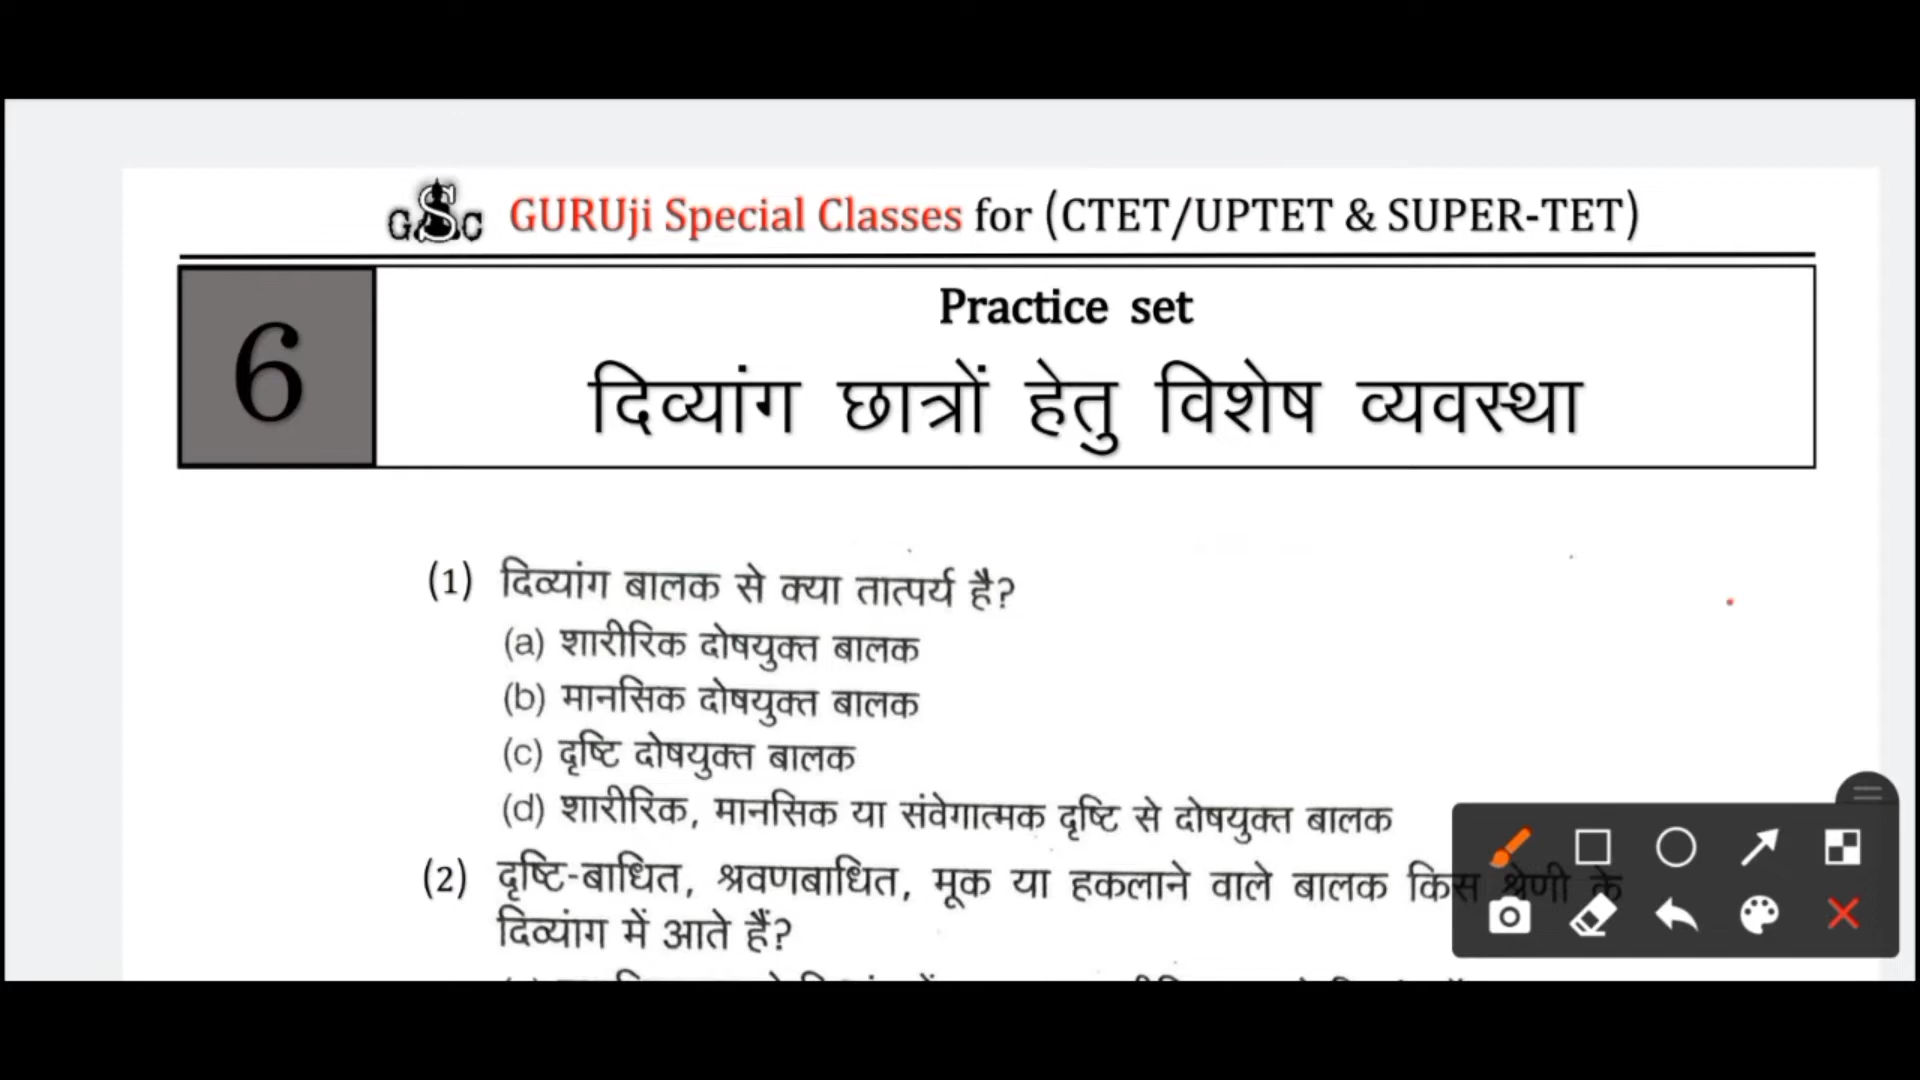 GSC GURUji Special Classes for (CTET/UPTET & SUPER-TET)
6
Practice set
दिव्यांग छात्रों हेतु विशेष व्यवस्था
(1) दिव्यांग बालक से क्या तात्पर्य है?
(a) शारीरिक दोषयुक्त बालक
(b) मानसिक दोषयुक्त बालक
(c) दृष्टि दोषयुक्त बालक
(d) शारीरिक, मानसिक या संवेगात्मक दृष्टि से दोषयुक्त बालक
(2) दृष्टि-बाधित, श्रवणबाधित, मूक या हकलाने वाले बालक किस श्रेणी के
दिव्यांग में आते हैं?